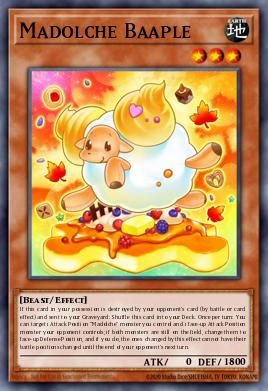 MADOLCHE BAAPLE
EARTH
地
[BEAST/EFFECT]
If this card in your possession is destroyed by your opponent's card (by battle or card
effect) and sent to your Graveyard: Shuffle this card into your Deck. Once per turn: You
can target 1 Attack Position "Madolche" monster you control and 1 face-up Attack Position
monster your opponent controls; if both monsters are still on the field, change them to
face-up Defense Position, and if you do, the ones changed by this effect cannot have their
battle positions changed until the end of your opponent's next turn.
ATK/ 0 DEF/1800